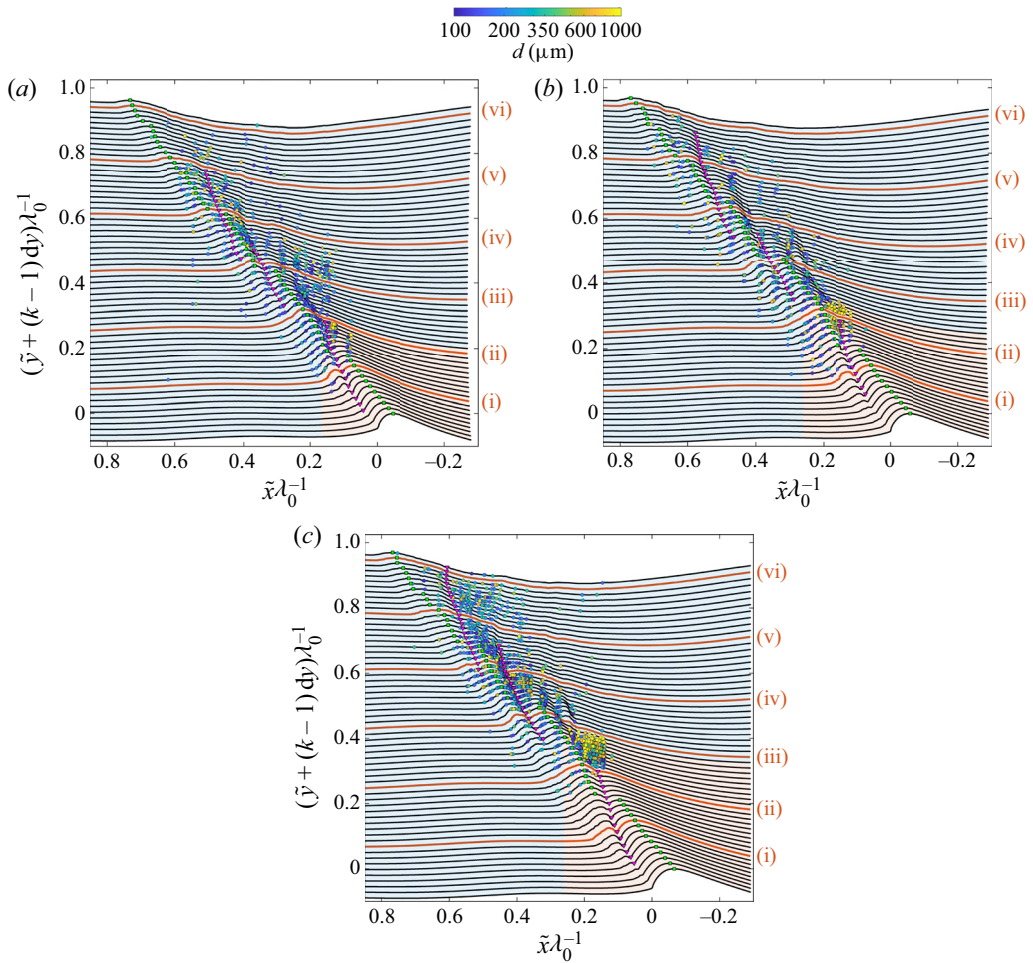 100 200 350 600 1000
d (μm)
(a)
1.0
0.8
0.6
0.4
0.2
0
(ỹ + (k − 1) dy)λ₀⁻¹
(vi)
(v)
(iv)
(iii)
(ii)
(i)
0.8 0.6 0.4 0.2 0 −0.2
x̃λ₀⁻¹
(b)
1.0
0.8
0.6
0.4
0.2
0
(vi)
(v)
(iv)
(iii)
(ii)
(i)
0.8 0.6 0.4 0.2 0 −0.2
x̃λ₀⁻¹
(c)
1.0
0.8
0.6
0.4
0.2
0
(ỹ + (k − 1) dy)λ₀⁻¹
(vi)
(v)
(iv)
(iii)
(ii)
(i)
0.8 0.6 0.4 0.2 0 −0.2
x̃λ₀⁻¹